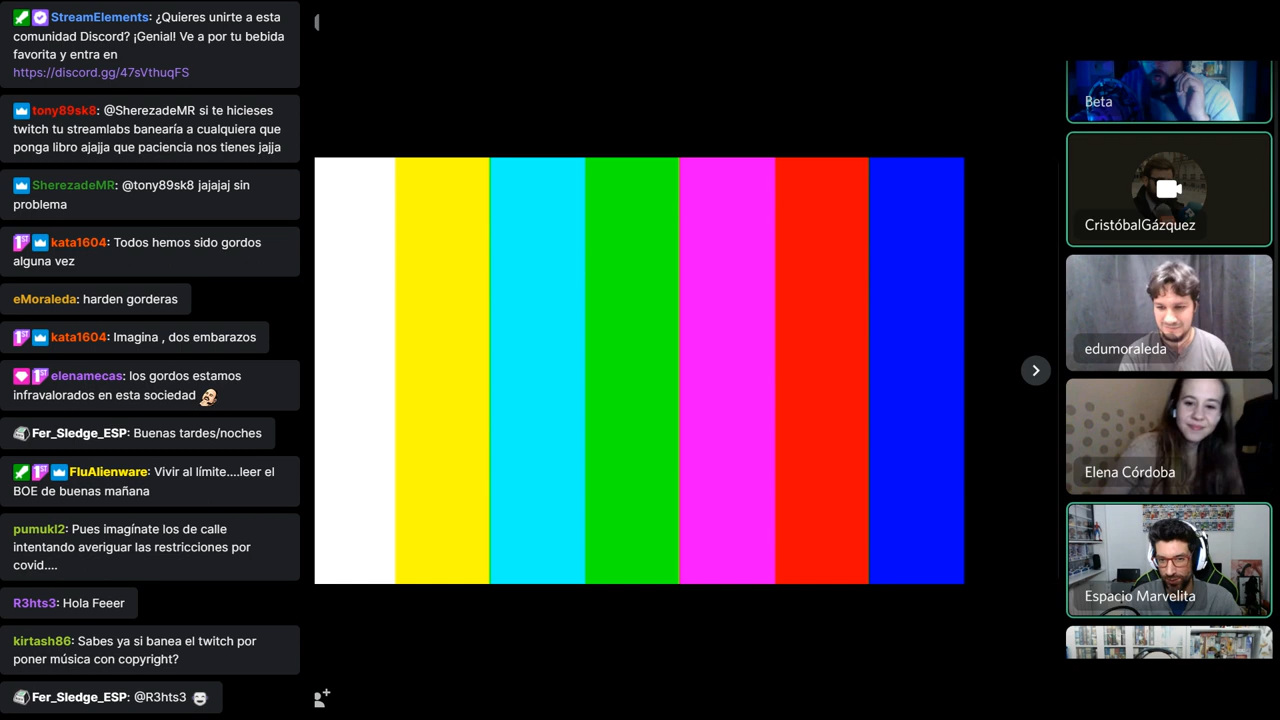 StreamElements: ¿Quieres unirte a esta
comunidad Discord? ¡Genial! Ve a por tu bebida
favorita y entra en
https://discord.gg/47sVthuqFS
tony89sk8: @SherezadeMR si te hicieses
twitch tu streamlabs banearía a cualquiera que
ponga libro ajajja que paciencia nos tienes jajja
SherezadeMR: @tony89sk8 jajajaj sin
problema
kata1604: Todos hemos sido gordos
alguna vez
eMoraleda: harden gorderas
kata1604: Imagina , dos embarazos
elenamecas: los gordos estamos
infravalorados en esta sociedad
Fer_Sledge_ESP: Buenas tardes/noches
FluAlienware: Vivir al límite....leer el
BOE de buenas mañana
pumukl2: Pues imagínate los de calle
intentando averiguar las restricciones por
covid....
R3hts3: Hola Feeer
kirtash86: Sabes ya si banea el twitch por
poner música con copyright?
Fer_Sledge_ESP: @R3hts3
Beta
CristóbalGázquez
edumoraleda
Elena Córdoba
Espacio Marvelita